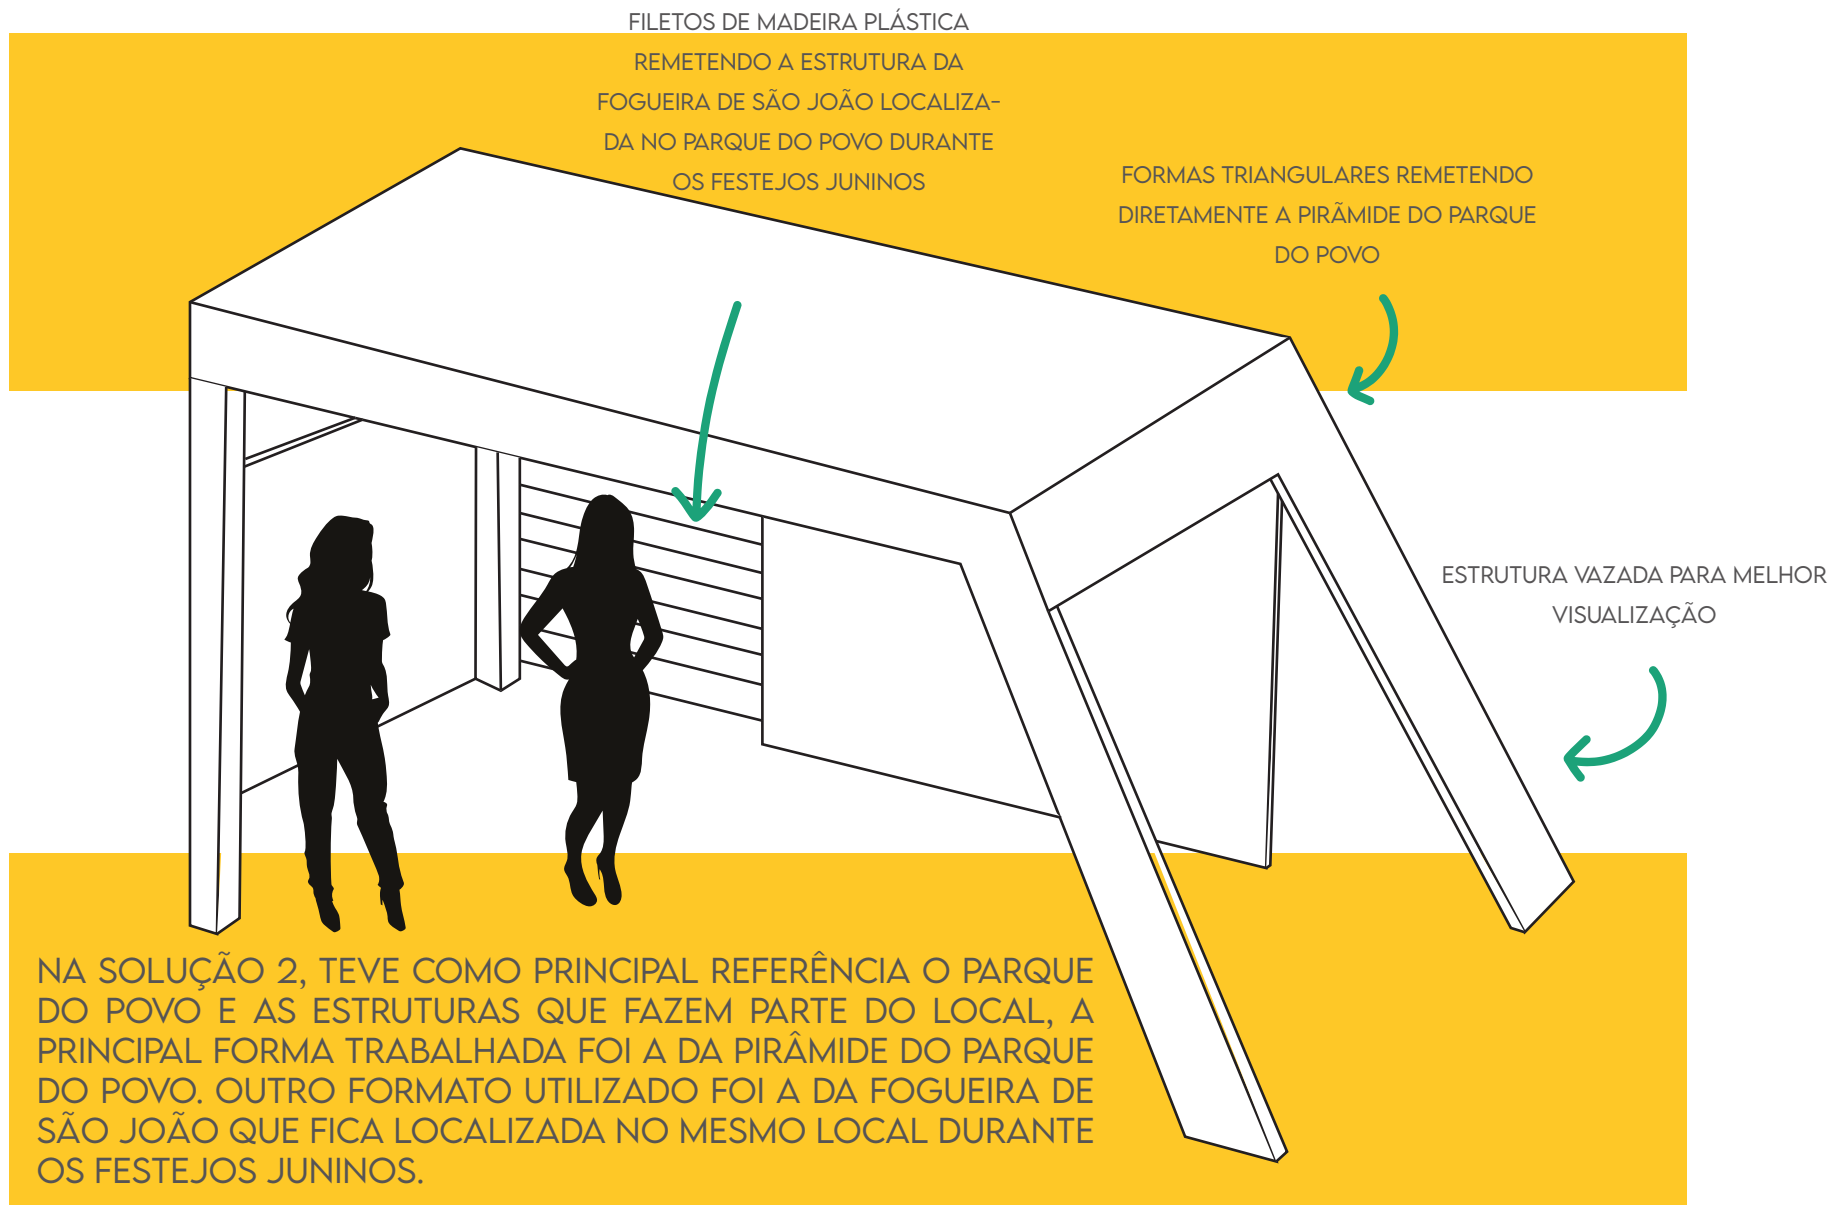 FILETOS DE MADEIRA PLÁSTICA
REMETENDO A ESTRUTURA DA
FOGUEIRA DE SÃO JOÃO LOCALIZA-
DA NO PARQUE DO POVO DURANTE
OS FESTEJOS JUNINOS
FORMAS TRIANGULARES REMETENDO
DIRETAMENTE A PIRÃMIDE DO PARQUE
DO POVO
ESTRUTURA VAZADA PARA MELHOR
VISUALIZAÇÃO
NA SOLUÇÃO 2, TEVE COMO PRINCIPAL REFERÊNCIA O PARQUE
DO POVO E AS ESTRUTURAS QUE FAZEM PARTE DO LOCAL, A
PRINCIPAL FORMA TRABALHADA FOI A DA PIRÂMIDE DO PARQUE
DO POVO. OUTRO FORMATO UTILIZADO FOI A DA FOGUEIRA DE
SÃO JOÃO QUE FICA LOCALIZADA NO MESMO LOCAL DURANTE
OS FESTEJOS JUNINOS.